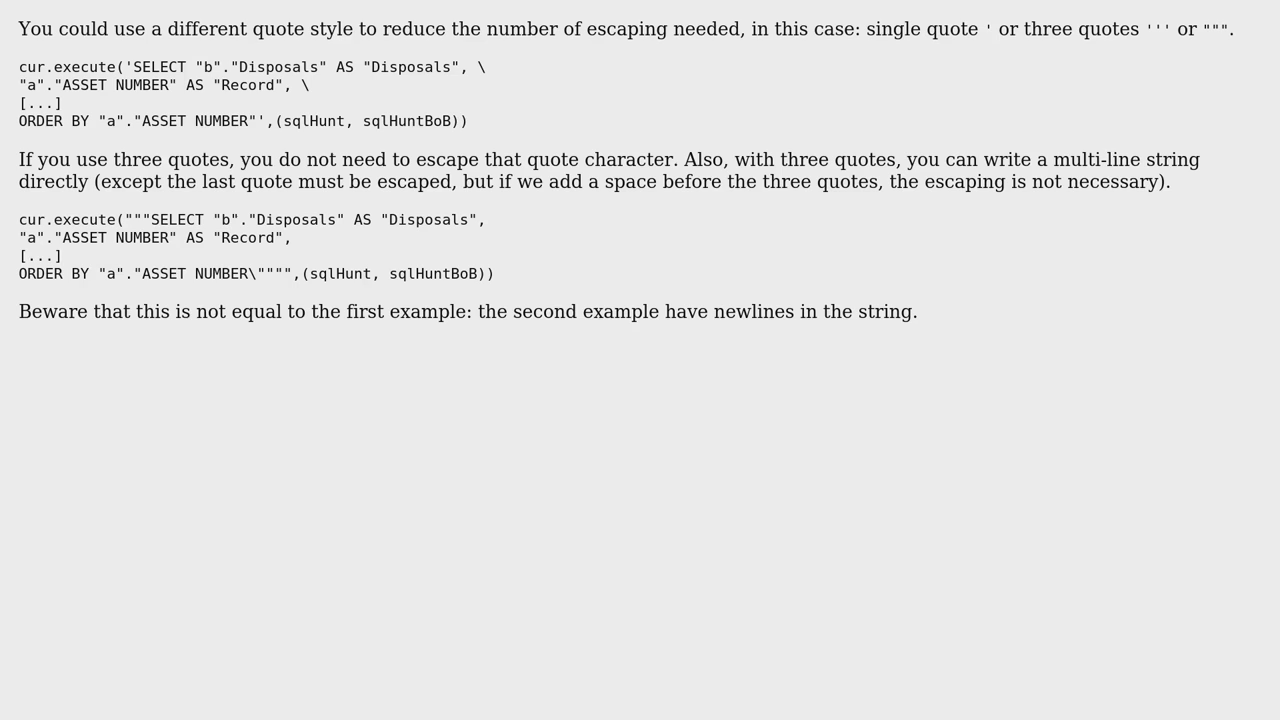 You could use a different quote style to reduce the number of escaping needed, in this case: single quote ' or three quotes ''' or """.
cur.execute('SELECT "b"."Disposals" AS "Disposals", \
"a"."ASSET NUMBER" AS "Record", \
[...]
ORDER BY "a"."ASSET NUMBER"',(sqlHunt, sqlHuntBoB))
If you use three quotes, you do not need to escape that quote character. Also, with three quotes, you can write a multi-line string
directly (except the last quote must be escaped, but if we add a space before the three quotes, the escaping is not necessary).
cur.execute("""SELECT "b"."Disposals" AS "Disposals",
"a"."ASSET NUMBER" AS "Record",
[...]
ORDER BY "a"."ASSET NUMBER\"""",(sqlHunt, sqlHuntBoB))
Beware that this is not equal to the first example: the second example have newlines in the string.